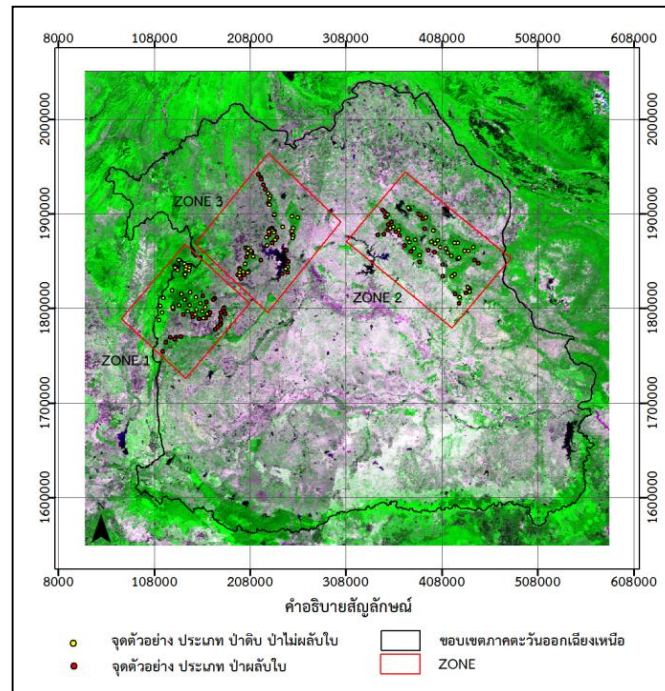 8000 108000 208000 308000 408000 508000 608000
2000000 2000000
ZONE 3
1900000 1900000
ZONE 2
1800000 1800000
ZONE 1
1700000 1700000
1600000 1600000
8000 108000 208000 308000 408000 508000 608000
คำอธิบายสัญลักษณ์
จุดตัวอย่าง ประเภท ป่าดิบ ป่าไม่ผลับใบ ขอบเขตภาคตะวันออกเฉียงเหนือ
จุดตัวอย่าง ประเภท ป่าผลับใบ ZONE